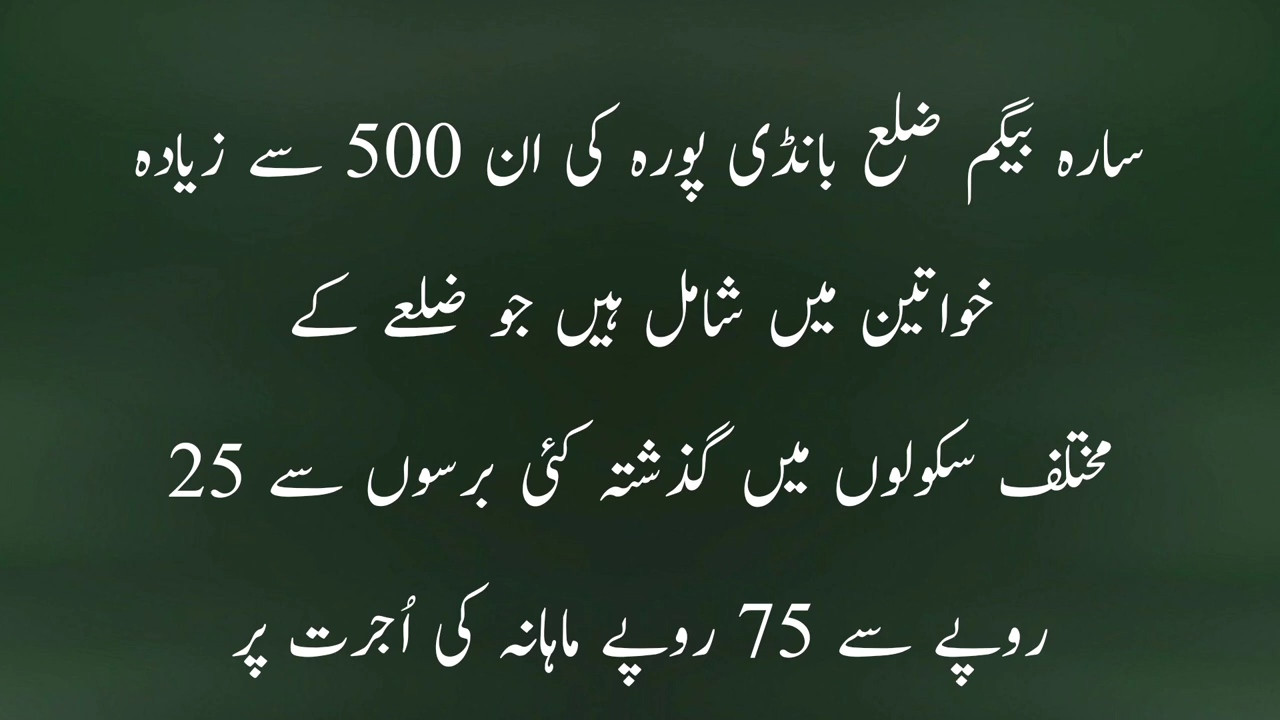 سارہ بیگم ضلع بانڈی پورہ کی ان 500 سے زیادہ
خواتین میں شامل ہیں جو ضلعے کے
مختلف سکولوں میں گذشتہ کئی برسوں سے 25
روپے سے 75 روپے ماہانہ کی اُجرت پر